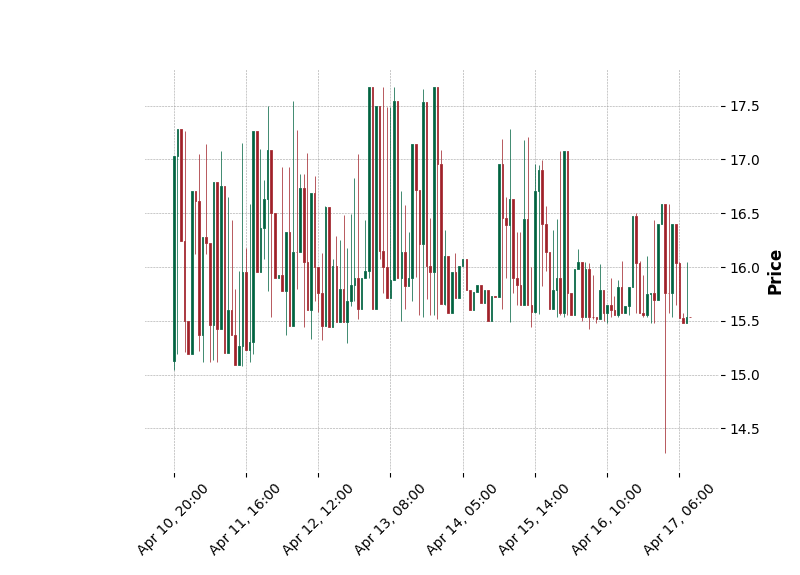 17.5
17.0
16.5
16.0
15.5
15.0
14.5
Price
Apr 10, 20:00
Apr 11, 16:00
Apr 12, 12:00
Apr 13, 08:00
Apr 14, 05:00
Apr 15, 14:00
Apr 16, 10:00
Apr 17, 06:00